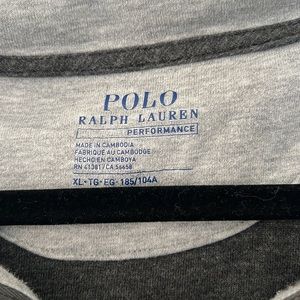 POLO
RALPH LAUREN
PERFORMANCE
MADE IN CAMBODIA
FABRIQUÉ AU CAMBODGE
HECHO EN CAMBOYA
RN 41381/CA 56458
XL•TG•EG•185/104A